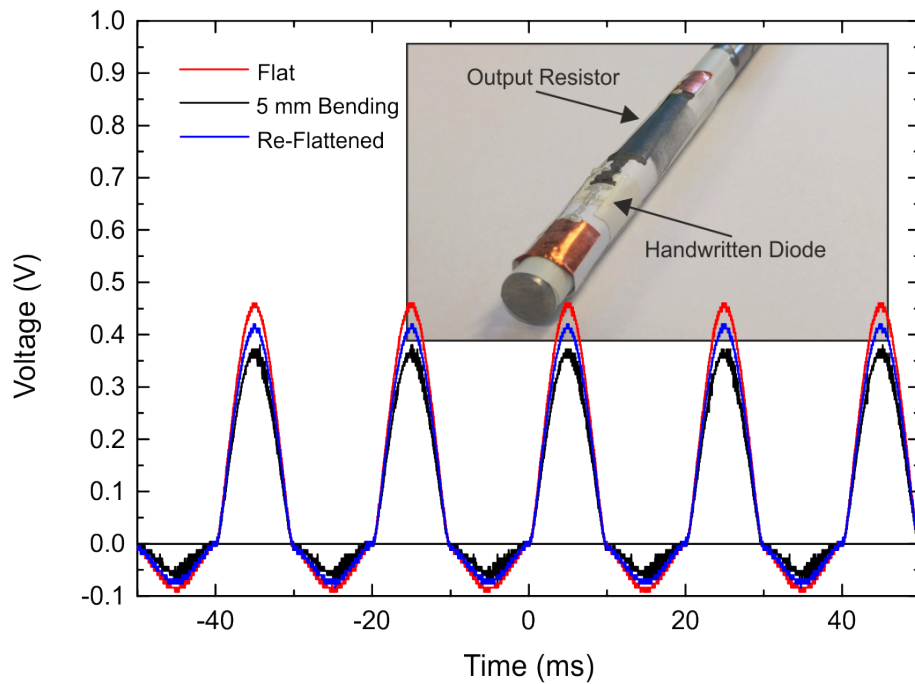 1.0
0.9
0.8
0.7
0.6
0.5
0.4
0.3
0.2
0.1
0.0
-0.1
Voltage (V)
Flat
5 mm Bending
Re-Flattened
Output Resistor
Handwritten Diode
-40
-20
0
20
40
Time (ms)